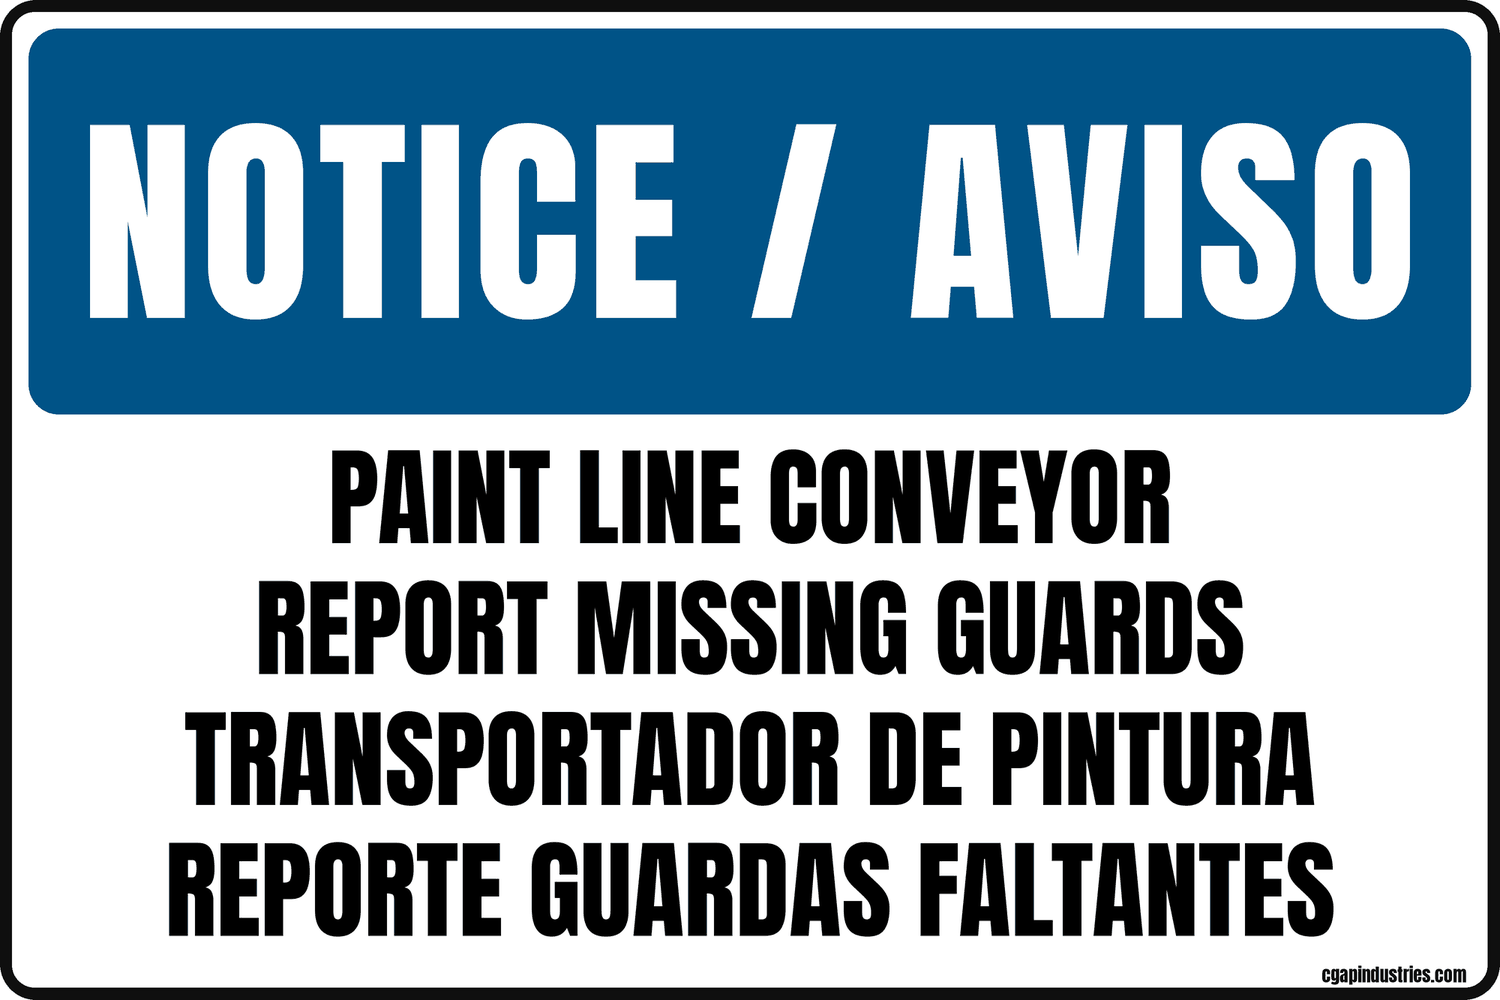 NOTICE / AVISO
PAINT LINE CONVEYOR
REPORT MISSING GUARDS
TRANSPORTADOR DE PINTURA
REPORTE GUARDAS FALTANTES
cgapindustries.com